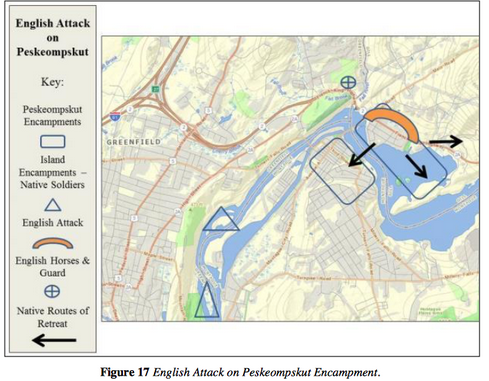 English Attack
on
Peskeompskut
Key:
Peskeompskut
Encampments
Island
Encampments –
Native Soldiers
English Attack
English Horses &
Guard
Native Routes of
Retreat
GREENFIELD
Figure 17 English Attack on Peskeompskut Encampment.